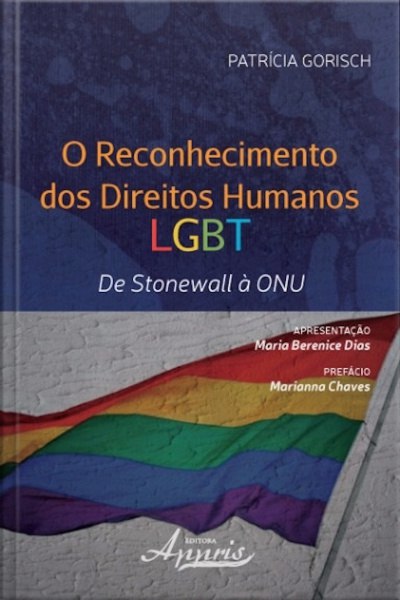 PATRÍCIA GORISCH
O Reconhecimento
dos Direitos Humanos
LGBT
De Stonewall à ONU
APRESENTAÇÃO
Maria Berenice Dias
PREFÁCIO
Marianna Chaves
EDITORA
Appris